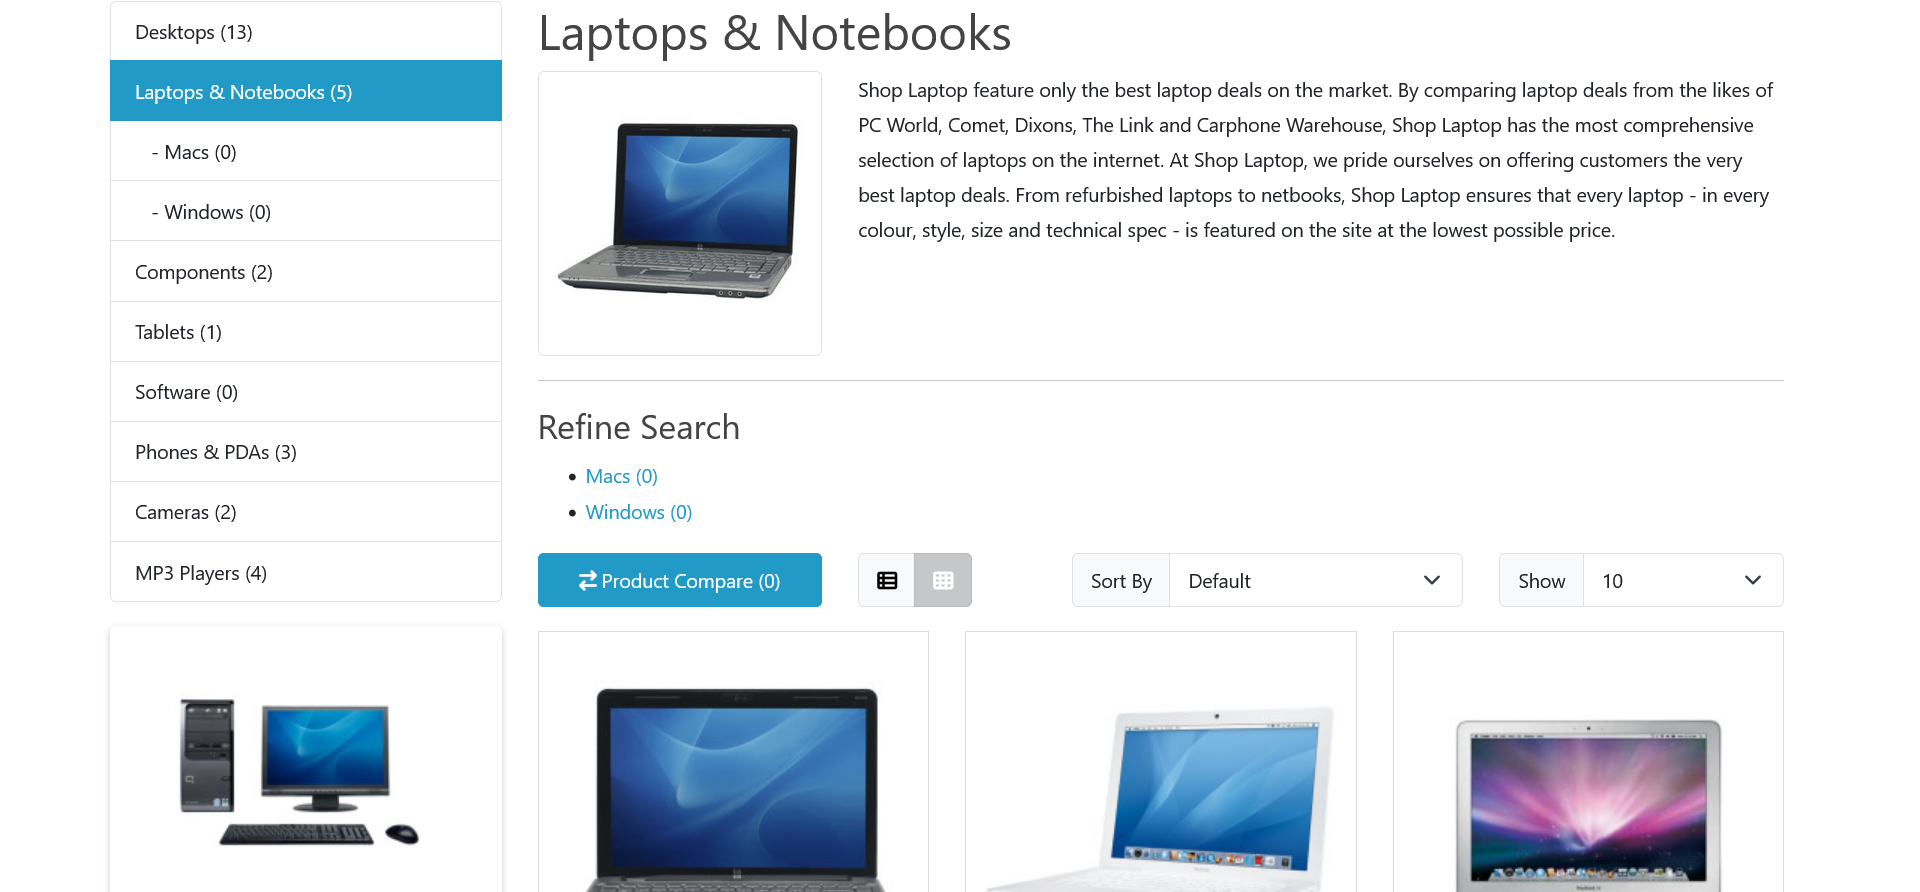 Desktops (13)
Laptops & Notebooks (5)
- Macs (0)
- Windows (0)
Components (2)
Tablets (1)
Software (0)
Phones & PDAs (3)
Cameras (2)
MP3 Players (4)
Laptops & Notebooks
Shop Laptop feature only the best laptop deals on the market. By comparing laptop deals from the likes of
PC World, Comet, Dixons, The Link and Carphone Warehouse, Shop Laptop has the most comprehensive
selection of laptops on the internet. At Shop Laptop, we pride ourselves on offering customers the very
best laptop deals. From refurbished laptops to netbooks, Shop Laptop ensures that every laptop - in every
colour, style, size and technical spec - is featured on the site at the lowest possible price.
Refine Search
• Macs (0)
• Windows (0)
Product Compare (0)
Sort By Default
Show 10